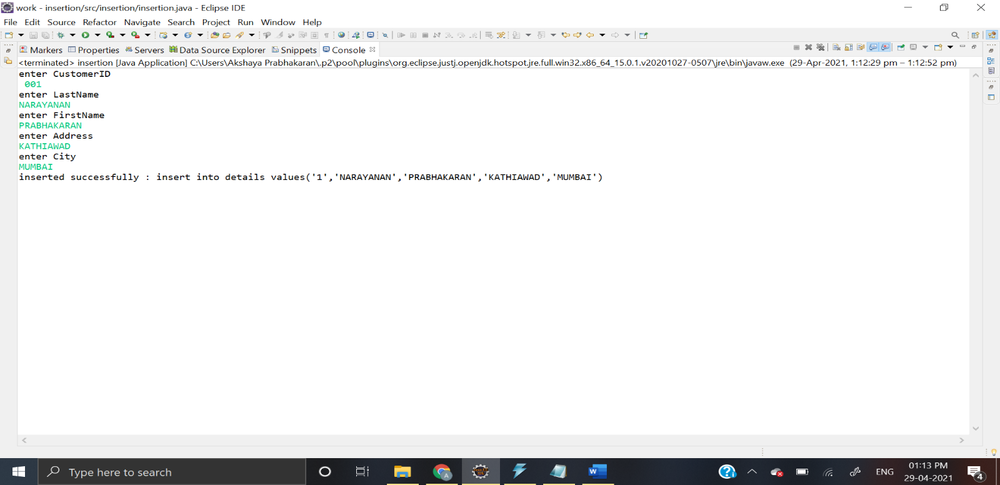 work - insertion/src/insertion/insertion.java - Eclipse IDE
File Edit Source Refactor Navigate Search Project Run Window Help
Markers Properties Servers Data Source Explorer Snippets Console
<terminated> insertion [Java Application] C:\Users\Akshaya Prabhakaran\.p2\pool\plugins\org.eclipse.justj.openjdk.hotspot.jre.full.win32.x86_64_15.0.1.v20201027-0507\jre\bin\javaw.exe (29-Apr-2021, 1:12:29 pm – 1:12:52 pm)
enter CustomerID
001
enter LastName
NARAYANAN
enter FirstName
PRABHAKARAN
enter Address
KATHIAWAD
enter City
MUMBAI
inserted successfully : insert into details values('1','NARAYANAN','PRABHAKARAN','KATHIAWAD','MUMBAI')
Type here to search
ENG
01:13 PM
29-04-2021
4